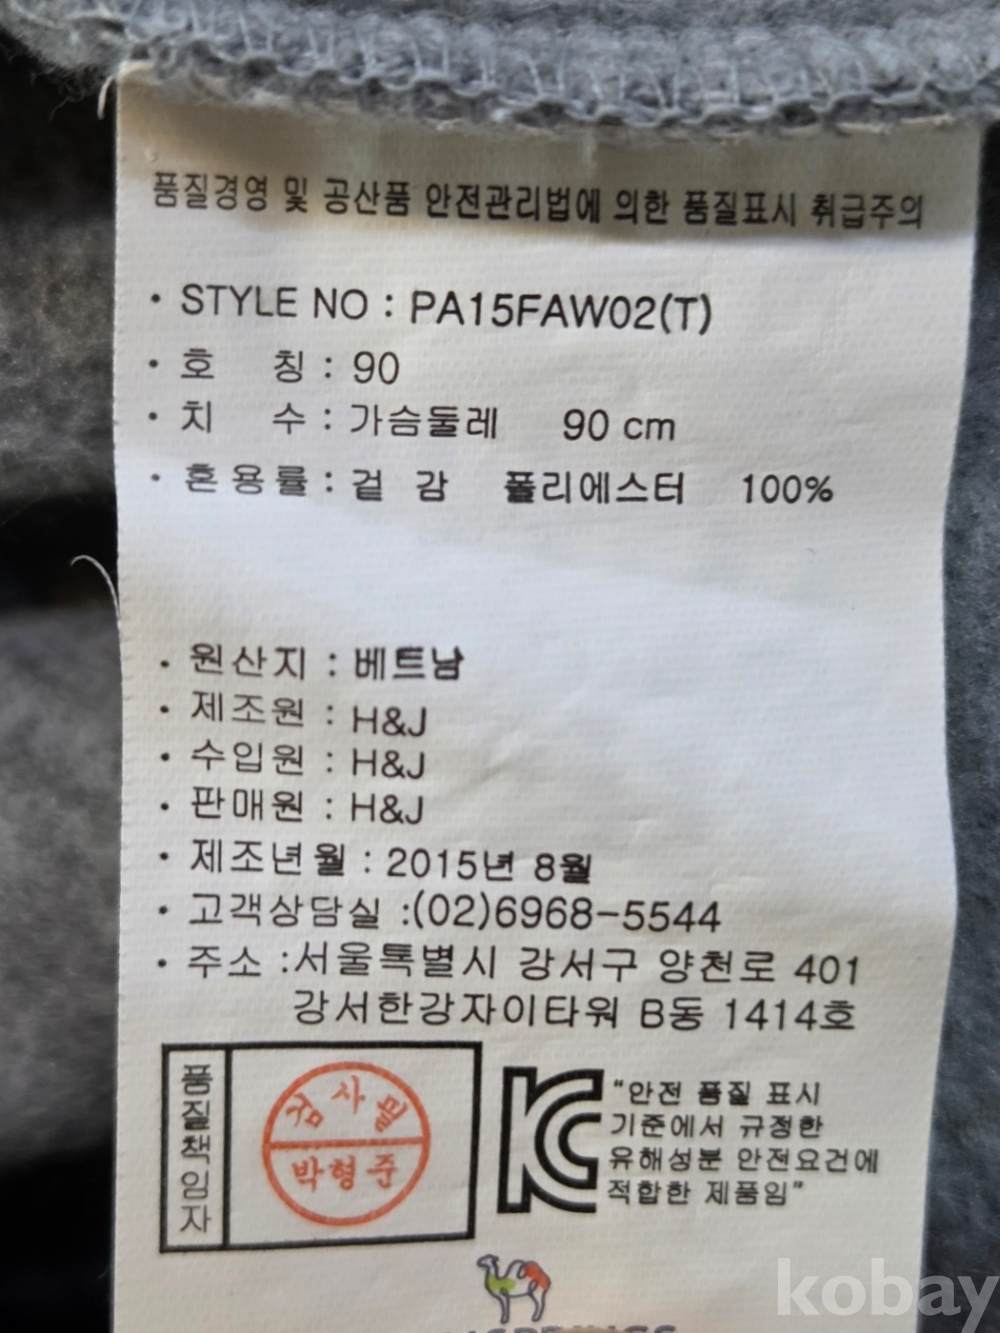 품질경영 및 공산품 안전관리법에 의한 품질표시 취급주의
· STYLE NO : PA15FAW02(T)
· 호 칭 : 90
· 치 수 : 가슴둘레 90 cm
· 혼용률 : 겉 감 폴리에스터 100%
· 원산지 : 베트남
· 제조원 : H&J
· 수입원 : H&J
· 판매원 : H&J
· 제조년월 : 2015년 8월
· 고객상담실 :(02)6968-5544
· 주소 :서울특별시 강서구 양천로 401
강서한강자이타워 B동 1414호
품질책임자
검사필
박형준
KC
"안전 품질 표시
기준에서 규정한
유해성분 안전요건에
적합한 제품임"
kobay